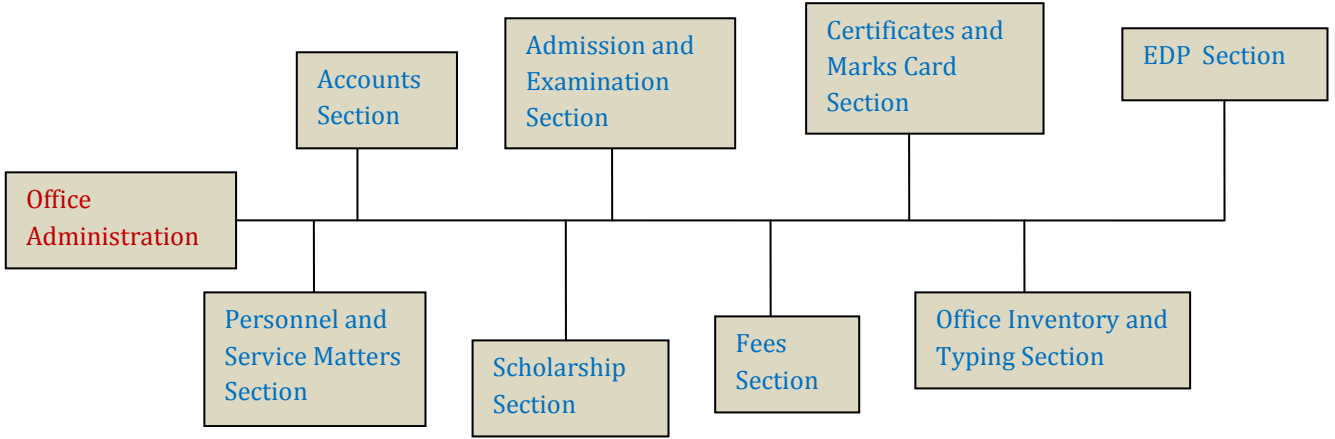 Office
Administration
Accounts
Section
Admission and
Examination
Section
Certificates and
Marks Card
Section
EDP Section
Personnel and
Service Matters
Section
Scholarship
Section
Fees
Section
Office Inventory and
Typing Section